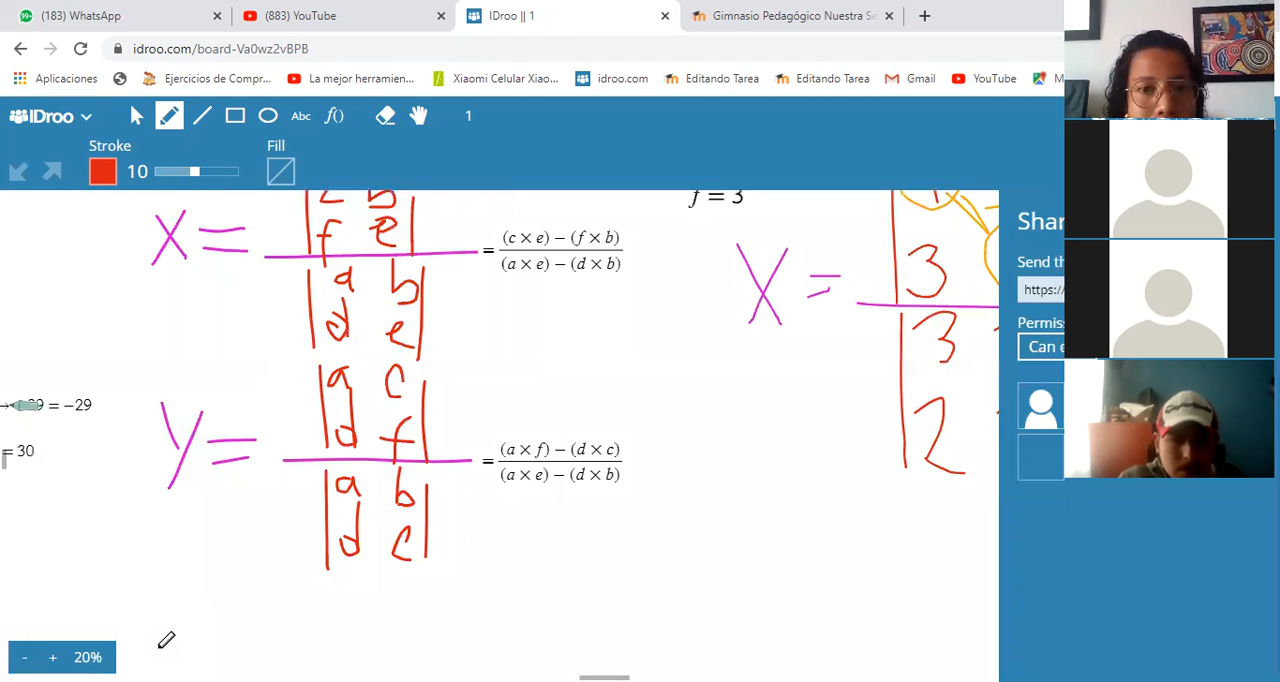 (183) WhatsApp
(883) YouTube
IDroo || 1
Gimnasio Pedagógico Nuestra Se
idroo.com/board-Va0wz2vBPB
Aplicaciones
Ejercicios de Compr...
La mejor herramien...
Xiaomi Celular Xiao...
idroo.com
Editando Tarea
Editando Tarea
Gmail
YouTube
M
IDroo
Abc
f()
1
Stroke
10
Fill
f = 3
c b
f e
X =
= (c × e) − (f × b)
(a × e) − (d × b)
a b
d e
a c
d f
Y =
= (a × f) − (d × c)
(a × e) − (d × b)
a b
d c
= −29
= 30
X =
3
3
2
Shar
Send th
https:/
Permis
Can e
- + 20%